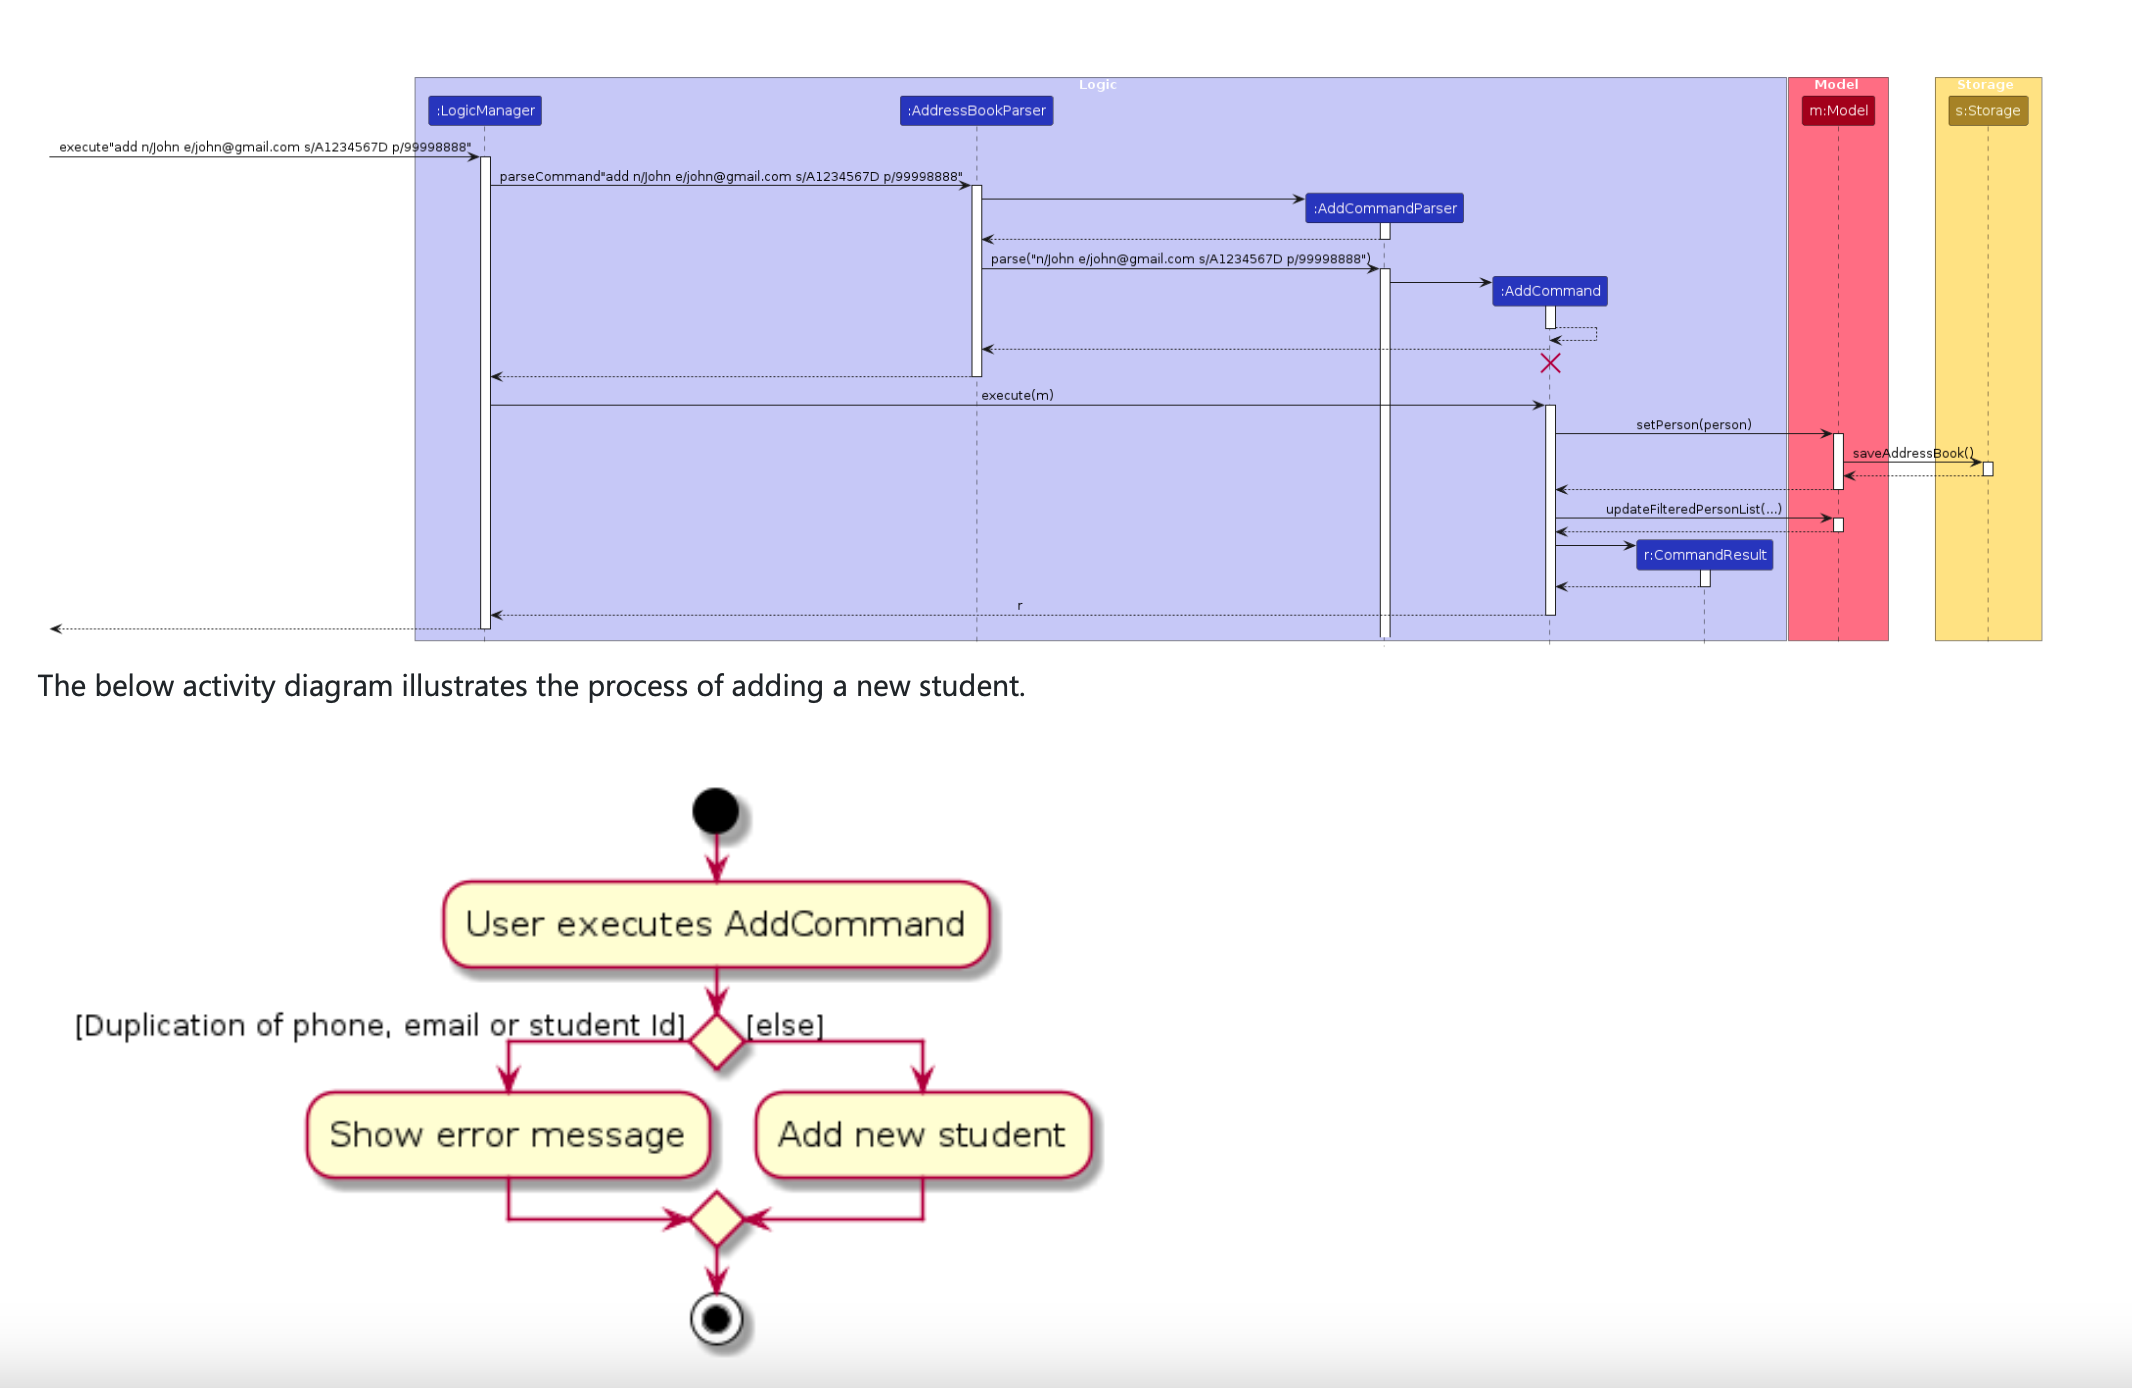 Logic
Model
Storage
:LogicManager
:AddressBookParser
m:Model
s:Storage
execute"add n/John e/john@gmail.com s/A1234567D p/99998888"
parseCommand"add n/John e/john@gmail.com s/A1234567D p/99998888"
:AddCommandParser
parse("n/John e/john@gmail.com s/A1234567D p/99998888")
:AddCommand
execute(m)
setPerson(person)
saveAddressBook()
updateFilteredPersonList(...)
r:CommandResult
r
The below activity diagram illustrates the process of adding a new student.
User executes AddCommand
[Duplication of phone, email or student Id]
[else]
Show error message
Add new student